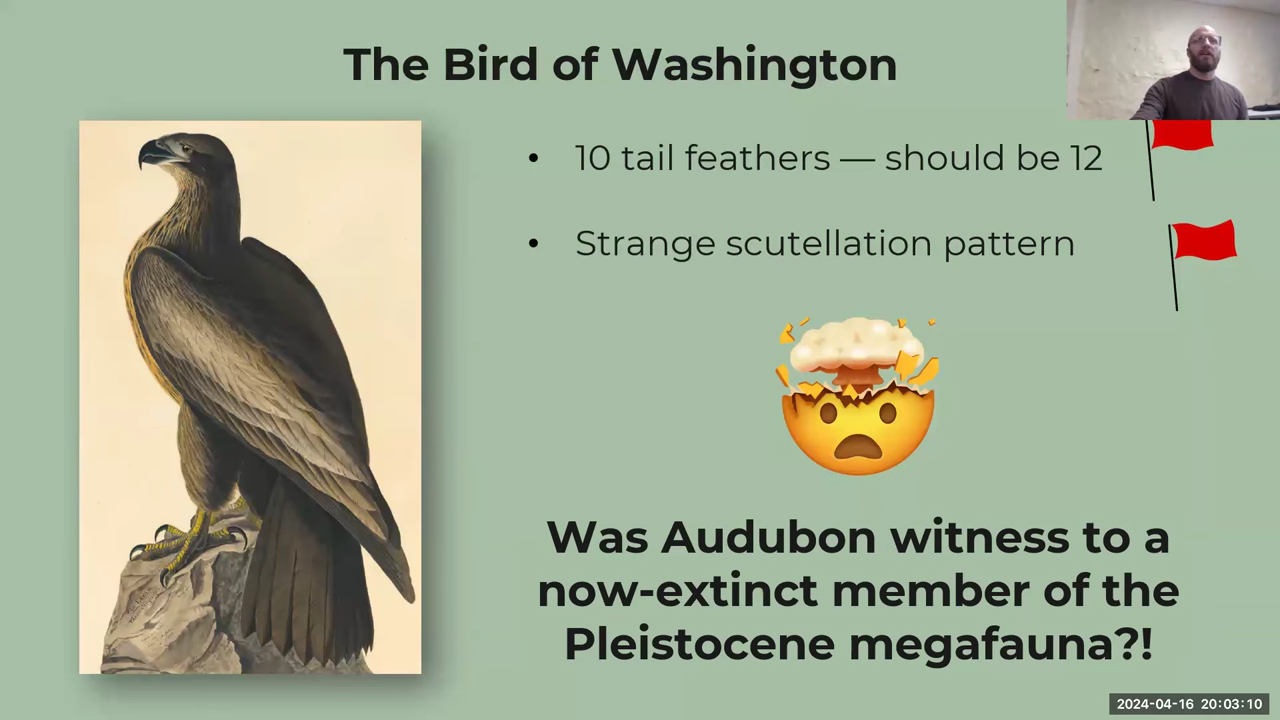 The Bird of Washington
• 10 tail feathers — should be 12
• Strange scutellation pattern
Was Audubon witness to a
now-extinct member of the
Pleistocene megafauna?!
2024-04-16 20:03:10